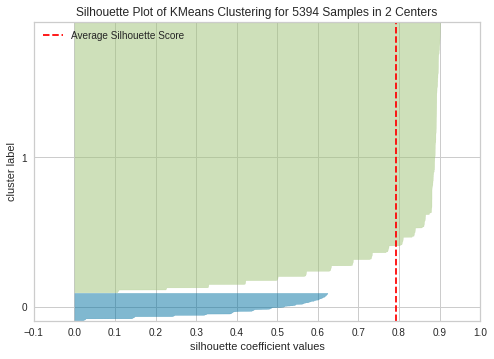 Silhouette Plot of KMeans Clustering for 5394 Samples in 2 Centers
Average Silhouette Score
cluster label
1
0
-0.1 0.0 0.1 0.2 0.3 0.4 0.5 0.6 0.7 0.8 0.9 1.0
silhouette coefficient values